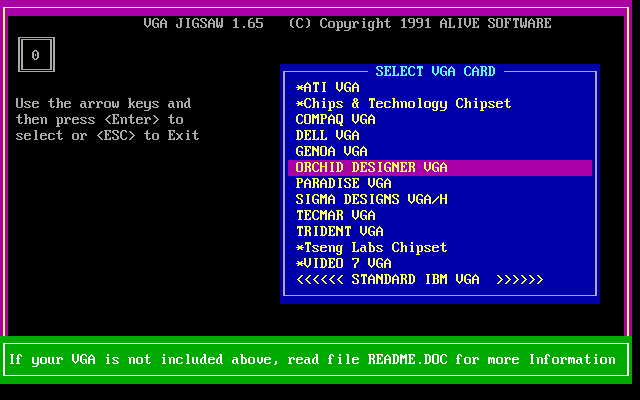 VGA JIGSAW 1.65 (C) Copyright 1991 ALIVE SOFTWARE
0
Use the arrow keys and
then press <Enter> to
select or <ESC> to Exit
SELECT VGA CARD
*ATI VGA
*Chips & Technology Chipset
COMPAQ VGA
DELL VGA
GENOA VGA
ORCHID DESIGNER VGA
PARADISE VGA
SIGMA DESIGNS VGA/H
TECMAR VGA
TRIDENT VGA
*Tseng Labs Chipset
*VIDEO 7 VGA
<<<<<< STANDARD IBM VGA >>>>>>
If your VGA is not included above, read file README.DOC for more Information